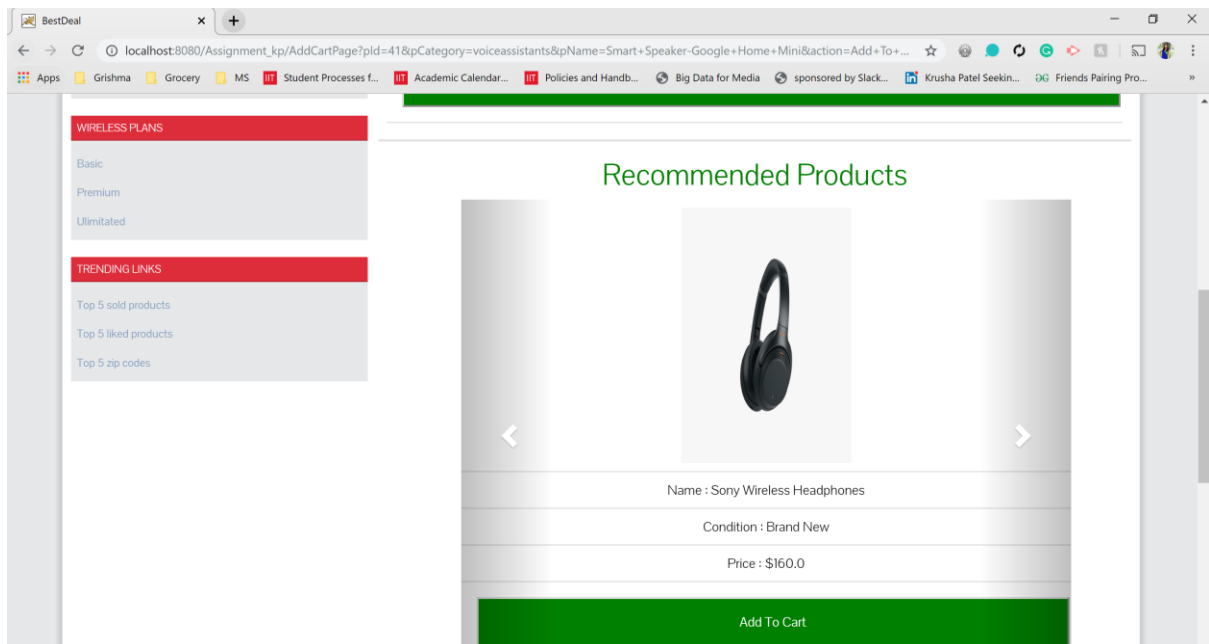 BestDeal
localhost:8080/Assignment_kp/AddCartPage?pId=41&pCategory=voiceassistants&pName=Smart+Speaker-Google+Home+Mini&action=Add+To+...
Apps Grishma Grocery MS IIT Student Processes f... IIT Academic Calendar... IIT Policies and Handb... Big Data for Media sponsored by Slack... Krusha Patel Seekin... Friends Pairing Pro... »
WIRELESS PLANS
Basic
Premium
Ulimitated
TRENDING LINKS
Top 5 sold products
Top 5 liked products
Top 5 zip codes
Recommended Products
Name : Sony Wireless Headphones
Condition : Brand New
Price : $160.0
Add To Cart